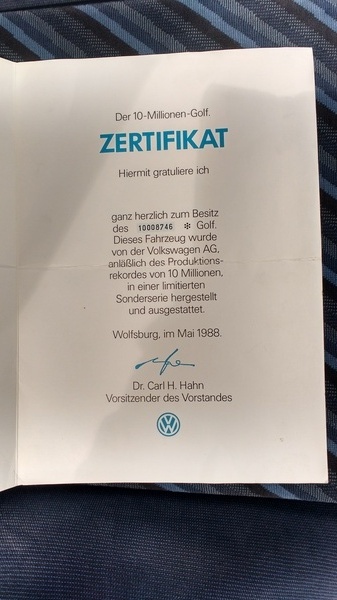 Der 10-Millionen-Golf.
ZERTIFIKAT
Hiermit gratuliere ich
ganz herzlich zum Besitz
des 10008746 ✻ Golf.
Dieses Fahrzeug wurde
von der Volkswagen AG,
anläßlich des Produktions-
rekordes von 10 Millionen,
in einer limitierten
Sonderserie hergestellt
und ausgestattet.
Wolfsburg, im Mai 1988.
Dr. Carl H. Hahn
Vorsitzender des Vorstandes
VW